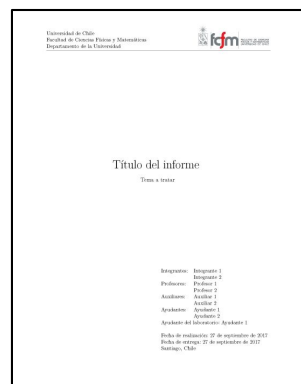 Universidad de Chile
Facultad de Ciencias Físicas y Matemáticas
Departamento de la Universidad
fcfm
Título del informe
Tema a tratar
Integrantes: Integrante 1
Integrante 2
Profesores: Profesor 1
Profesor 2
Auxiliares: Auxiliar 1
Auxiliar 2
Ayudantes: Ayudante 1
Ayudante 2
Ayudante del laboratorio: Ayudante 1
Fecha de realización: 27 de septiembre de 2017
Fecha de entrega: 27 de septiembre de 2017
Santiago, Chile